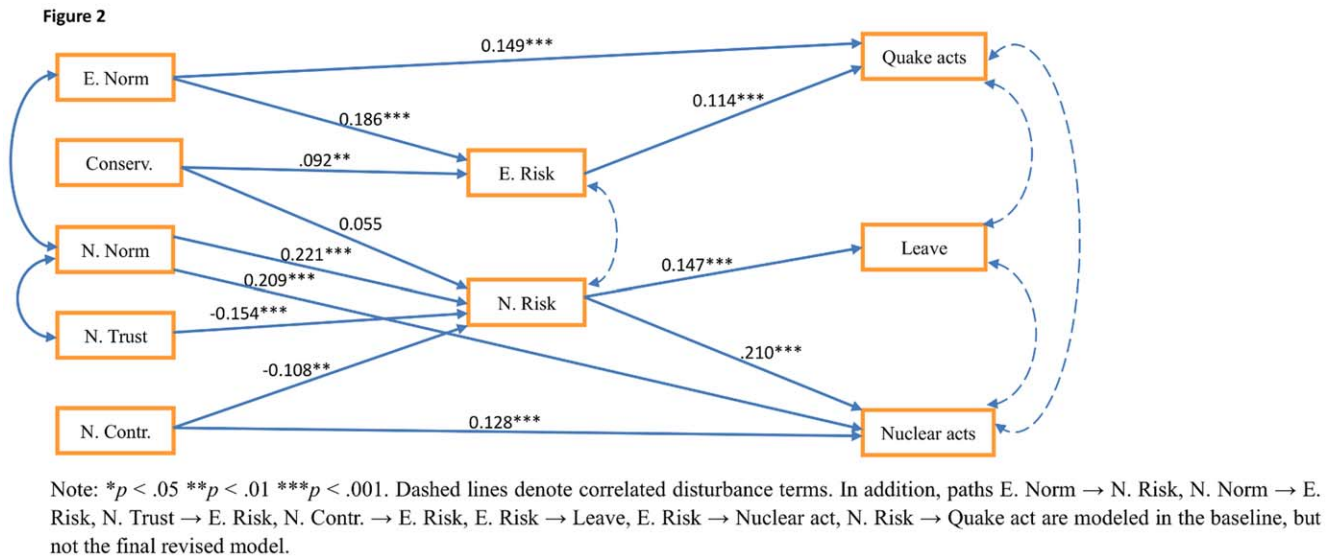 Figure 2
E. Norm
0.149***
Quake acts
0.186***
0.114***
Conserv.
.092**
E. Risk
0.055
N. Norm
0.221***
0.209***
0.147***
Leave
N. Risk
-0.154***
N. Trust
.210***
-0.108**
N. Contr.
0.128***
Nuclear acts
Note: *p < .05 **p < .01 ***p < .001. Dashed lines denote correlated disturbance terms. In addition, paths E. Norm → N. Risk, N. Norm → E.
Risk, N. Trust → E. Risk, N. Contr. → E. Risk, E. Risk → Leave, E. Risk → Nuclear act, N. Risk → Quake act are modeled in the baseline, but
not the final revised model.